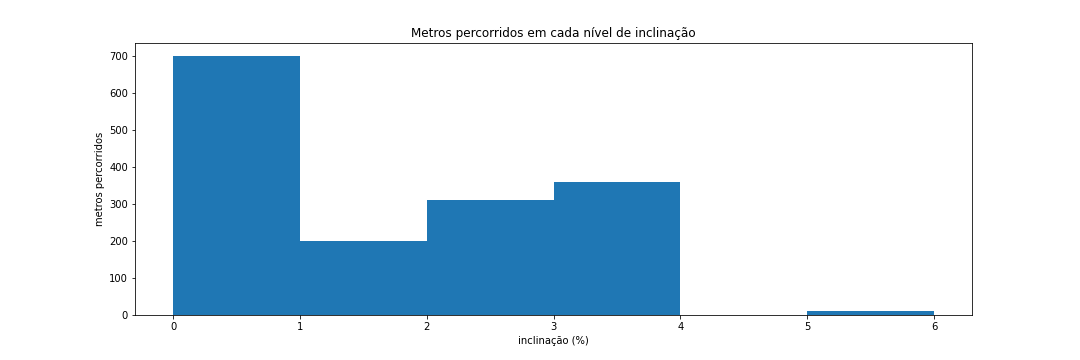 Metros percorridos em cada nível de inclinação
metros percorridos
700
600
500
400
300
200
100
0
0 1 2 3 4 5 6
inclinação (%)